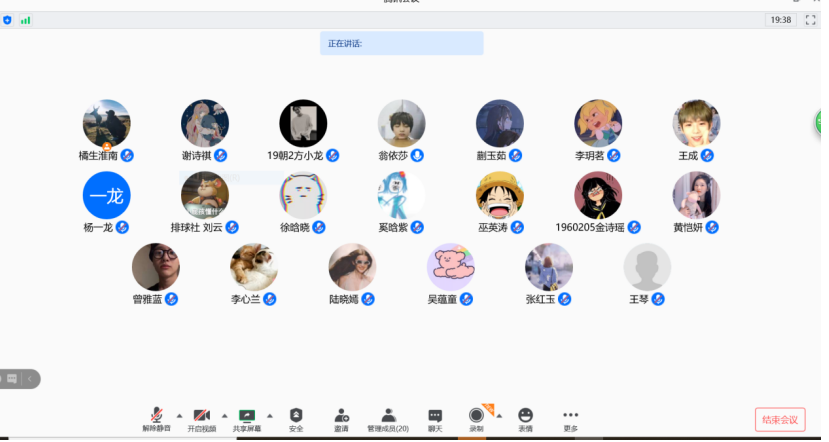 腾讯会议
19:38
正在讲话:
橘生淮南
谢诗祺
19朝2方小龙
翁依莎
蒯玉茹
李玥茗
王成
一龙
杨一龙
排球社 刘云
徐晗晓
奚晗紫
巫英涛
1960205金诗瑶
黄恺妍
曾雅蓝
李心兰
陆晓嫣
吴蕴童
张红玉
王琴
解除静音
开启视频
共享屏幕
安全
邀请
管理成员(20)
聊天
录制
表情
更多
结束会议